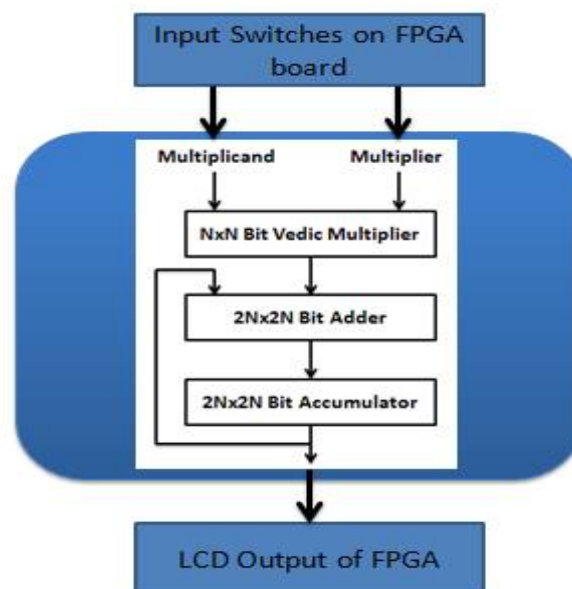 Input Switches on FPGA
board
Multiplicand
Multiplier
NxN Bit Vedic Multiplier
2Nx2N Bit Adder
2Nx2N Bit Accumulator
LCD Output of FPGA